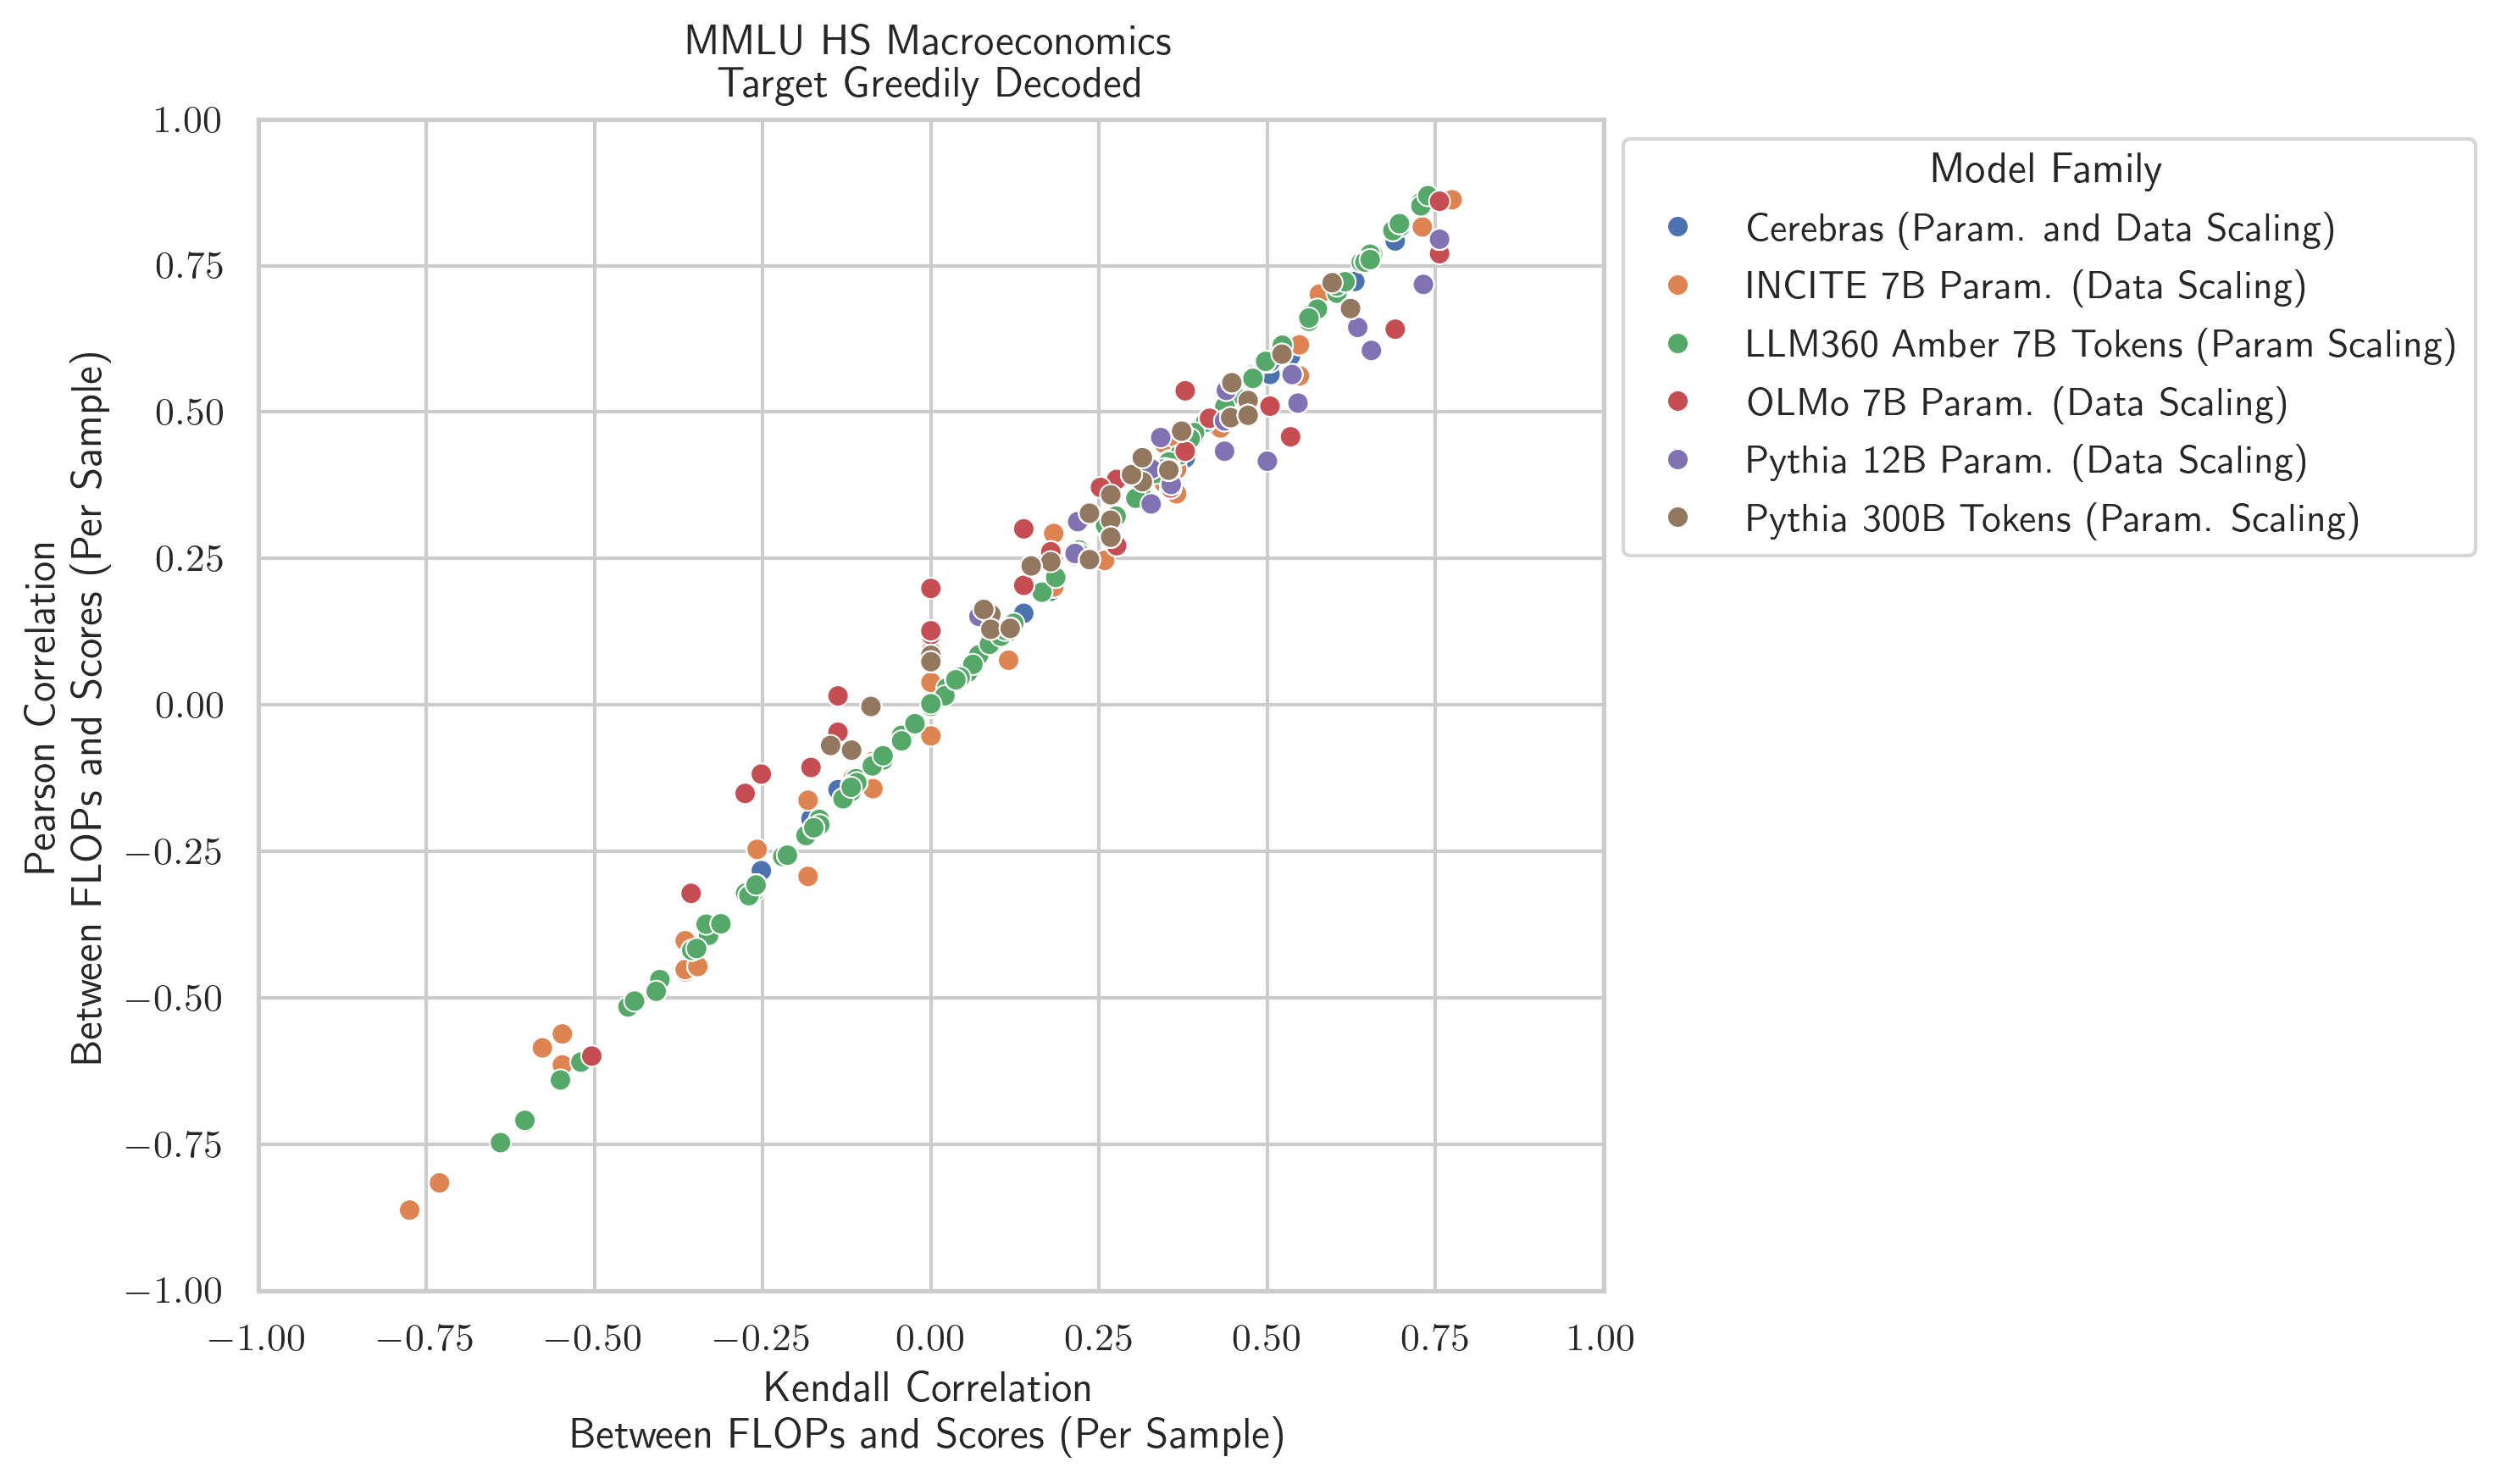 MMLU HS Macroeconomics
Target Greedily Decoded
1.00
0.75
0.50
0.25
0.00
−0.25
−0.50
−0.75
−1.00
Pearson Correlation
Between FLOPs and Scores (Per Sample)
−1.00
−0.75
−0.50
−0.25
0.00
0.25
0.50
0.75
1.00
Kendall Correlation
Between FLOPs and Scores (Per Sample)
Model Family
Cerebras (Param. and Data Scaling)
INCITE 7B Param. (Data Scaling)
LLM360 Amber 7B Tokens (Param Scaling)
OLMo 7B Param. (Data Scaling)
Pythia 12B Param. (Data Scaling)
Pythia 300B Tokens (Param. Scaling)